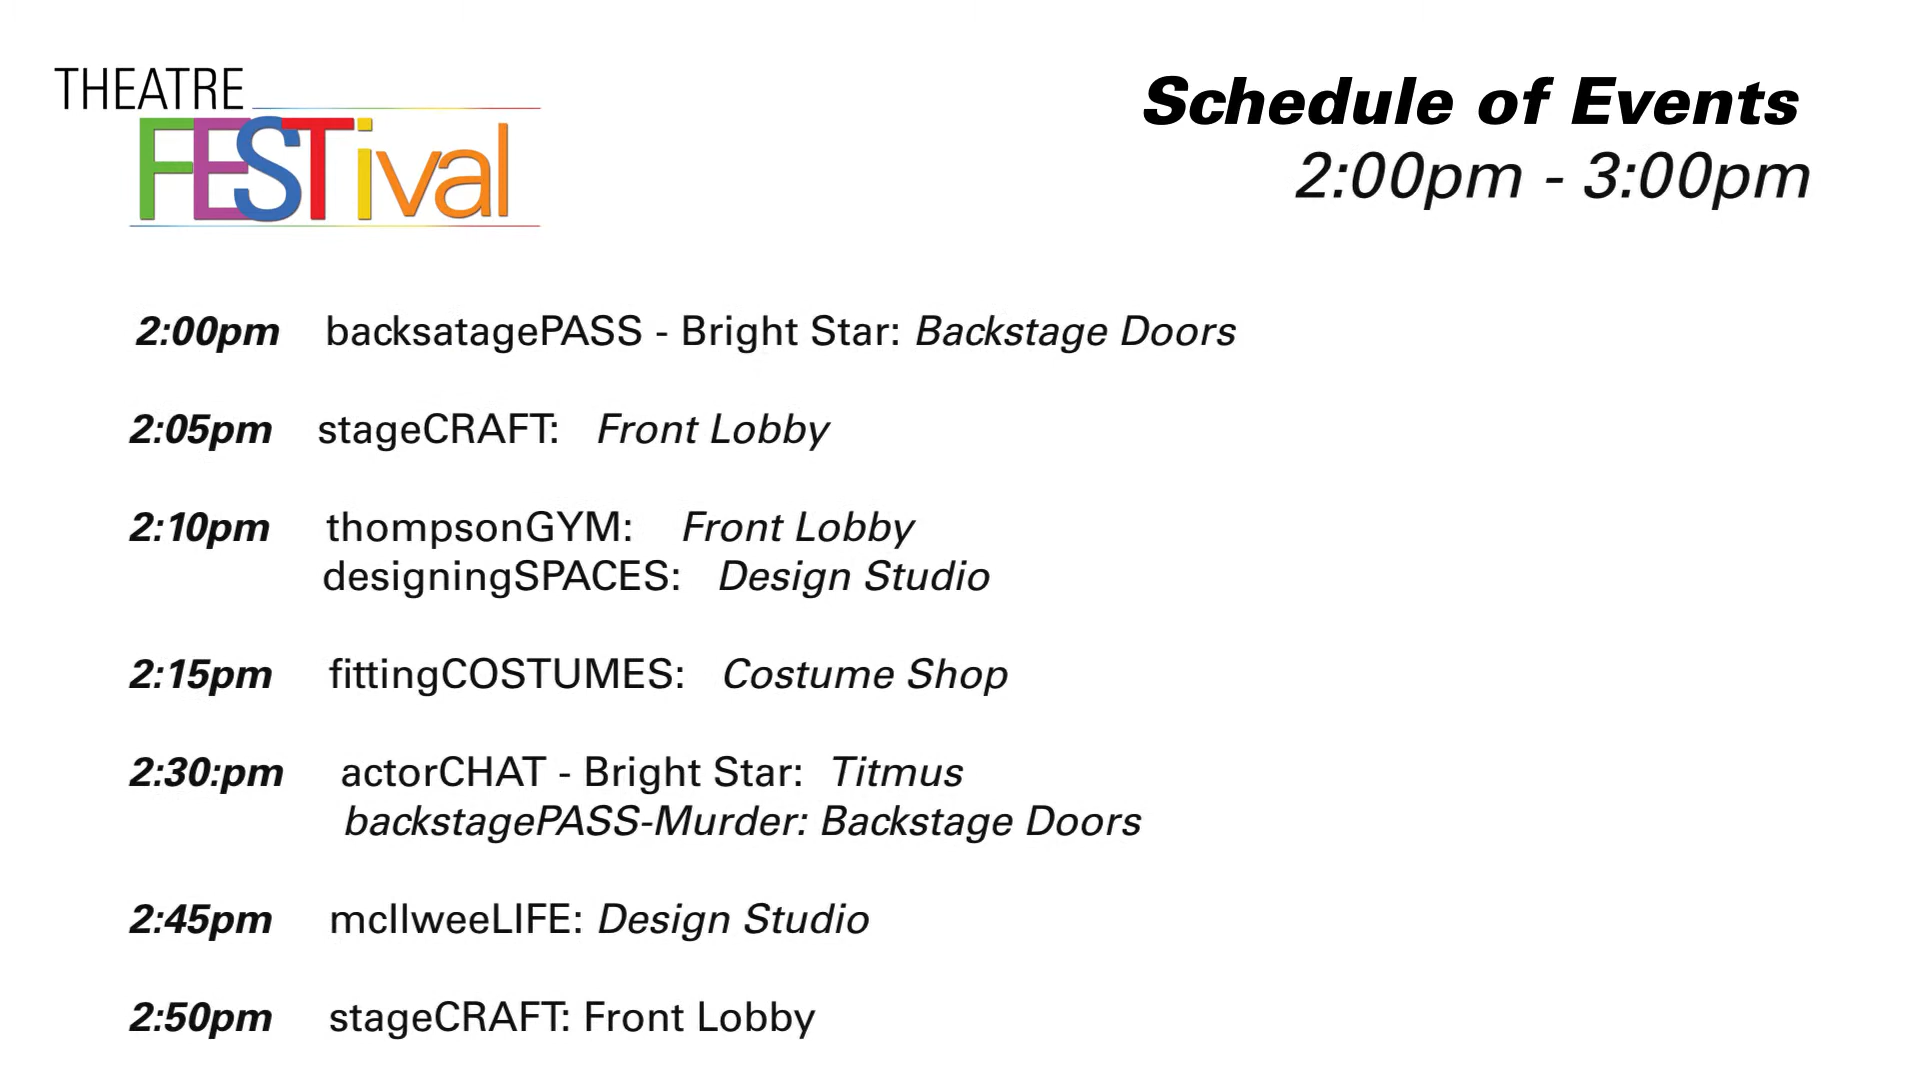 THEATRE
FESTival
Schedule of Events
2:00pm - 3:00pm
2:00pm backsatagePASS - Bright Star: Backstage Doors
2:05pm stageCRAFT: Front Lobby
2:10pm thompsonGYM: Front Lobby
designingSPACES: Design Studio
2:15pm fittingCOSTUMES: Costume Shop
2:30:pm actorCHAT - Bright Star: Titmus
backstagePASS-Murder: Backstage Doors
2:45pm mcIlweeLIFE: Design Studio
2:50pm stageCRAFT: Front Lobby